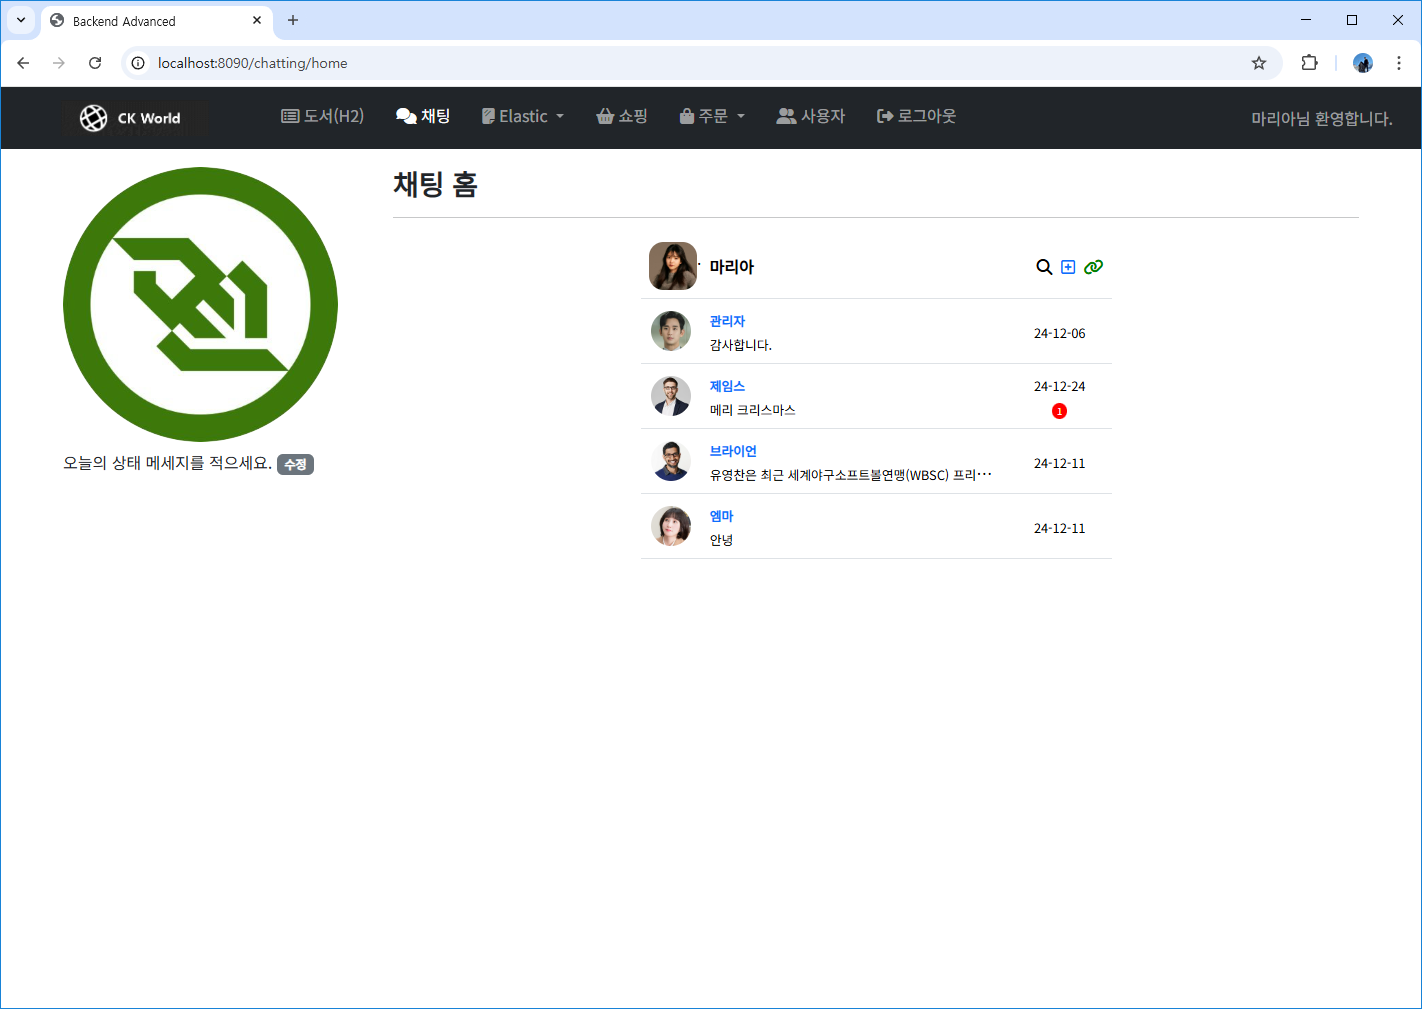 Backend Advanced
localhost:8090/chatting/home
CK World
도서(H2)
채팅
Elastic
쇼핑
주문
사용자
로그아웃
마리아님 환영합니다.
채팅 홈
마리아
관리자
감사합니다.
24-12-06
제임스
메리 크리스마스
24-12-24
1
브라이언
유영찬은 최근 세계야구소프트볼연맹(WBSC) 프리···
24-12-11
엠마
안녕
24-12-11
오늘의 상태 메세지를 적으세요. 수정